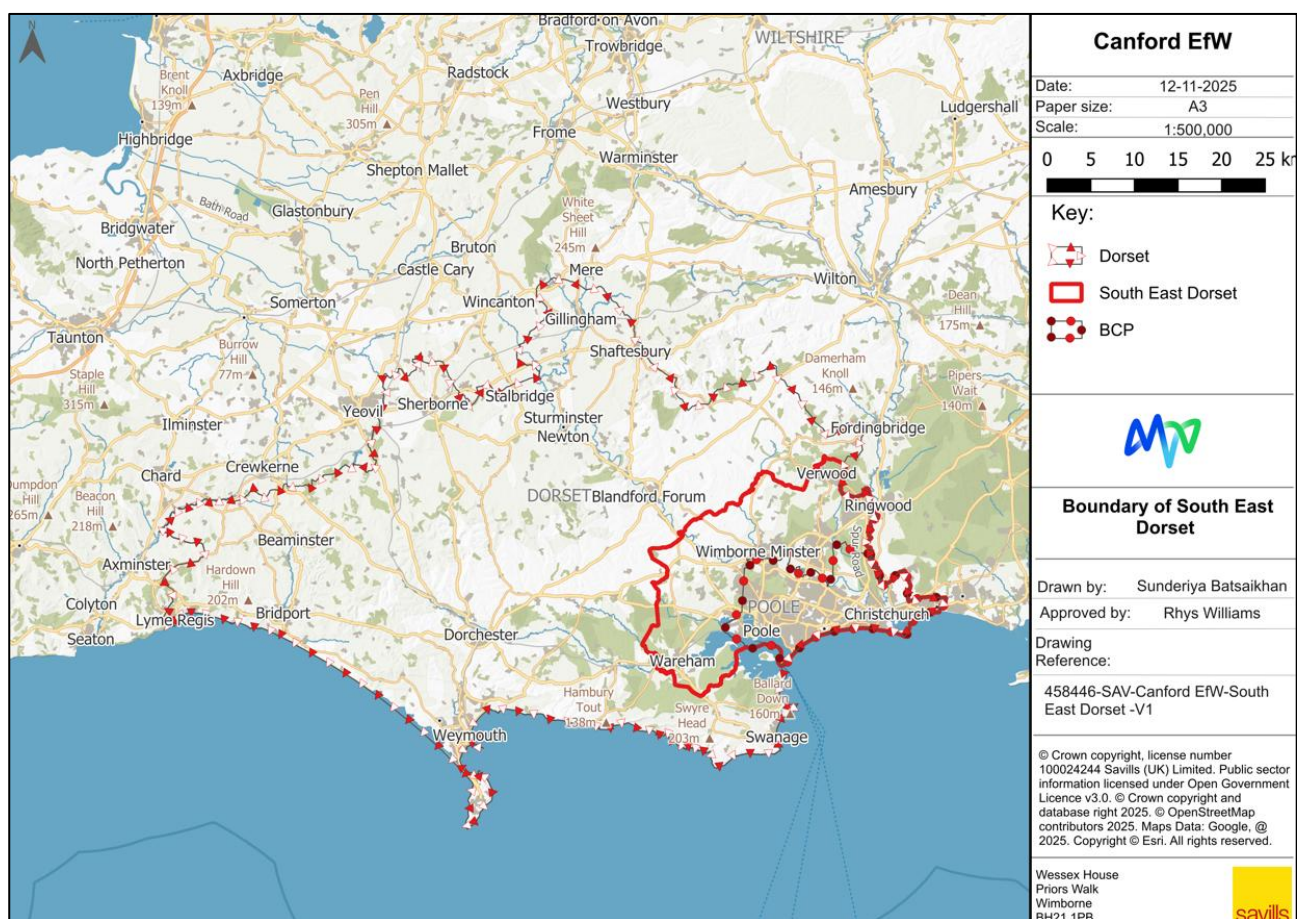 N
Bradford on Avon
Trowbridge
WILTSHIRE
Brent
Knoll
139m
Axbridge
Radstock
Pen
Hill
305m
Westbury
Ludgershall
Highbridge
Frome
Warminster
Shepton Mallet
Amesbury
Bath Road
Glastonbury
White
Sheet
Hill
245m
Bridgwater
North Petherton
Bruton
Castle Cary
Mere
Wilton
Somerton
Wincanton
Gillingham
Dean
Hill
175m
Taunton
Burrow
Hill
77m
Shaftesbury
Damerham
Knoll
146m
Staple
Hill
315m
Pipers
Wait
140m
Yeovil
Sherborne
Stalbridge
Ilminster
Sturminster
Newton
Fordingbridge
Chard
Crewkerne
Verwood
Dumpdon
Hill
265m
Beacon
Hill
218m
DORSET
Blandford Forum
Ringwood
Beaminster
Wimborne Minster
Spur Road
Axminster
Hardown
Hill
202m
Colyton
Lyme Regis
Bridport
POOLE
Christchurch
Seaton
Dorchester
Poole
Wareham
Hambury
Tout
138m
Ballard
Down
160m
Swyre
Head
203m
Weymouth
Swanage
Canford EfW
Date: 12-11-2025
Paper size: A3
Scale: 1:500,000
0 5 10 15 20 25 km
Key:
Dorset
South East Dorset
BCP
Boundary of South East
Dorset
Drawn by: Sunderiya Batsaikhan
Approved by: Rhys Williams
Drawing
Reference:
458446-SAV-Canford EfW-South
East Dorset -V1
© Crown copyright, license number
100024244 Savills (UK) Limited. Public sector
information licensed under Open Government
Licence v3.0. © Crown copyright and
database right 2025. © OpenStreetMap
contributors 2025. Maps Data: Google, @
2025. Copyright © Esri. All rights reserved.
Wessex House
Priors Walk
Wimborne
BH21 1PB
savills